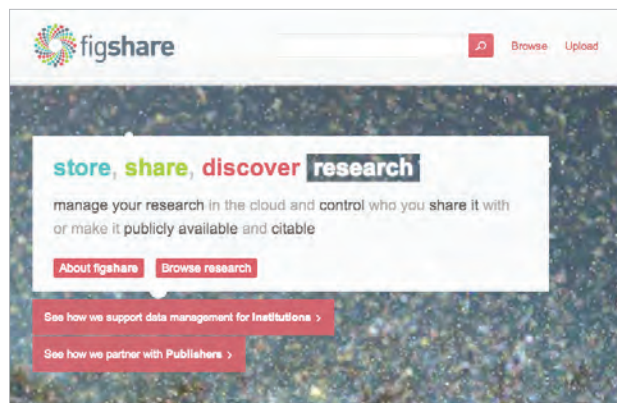 figshare
Browse Upload
store, share, discover research
manage your research in the cloud and control who you share it with
or make it publicly available and citable
About figshare Browse research
See how we support data management for Institutions >
See how we partner with Publishers >